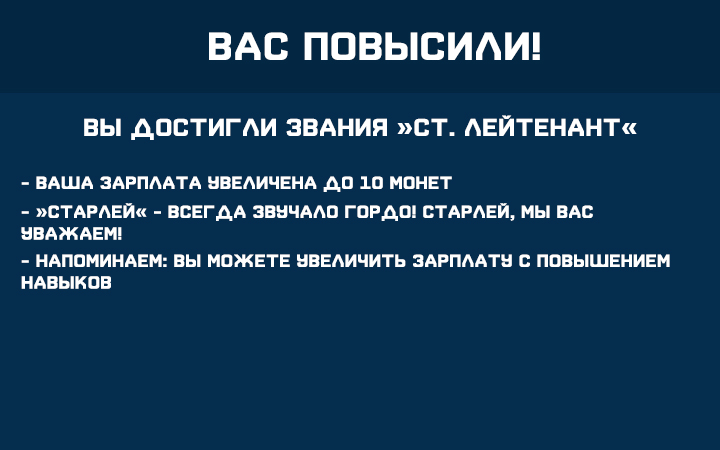 ВАС ПОВЫСИЛИ!
ВЫ ДОСТИГЛИ ЗВАНИЯ »СТ. ЛЕЙТЕНАНТ«
- ВАША ЗАРПЛАТА УВЕЛИЧЕНА ДО 10 МОНЕТ
- »СТАРЛЕЙ« - ВСЕГДА ЗВУЧАЛО ГОРДО! СТАРЛЕЙ, МЫ ВАС
УВАЖАЕМ!
- НАПОМИНАЕМ: ВЫ МОЖЕТЕ УВЕЛИЧИТЬ ЗАРПЛАТУ С ПОВЫШЕНИЕМ
НАВЫКОВ